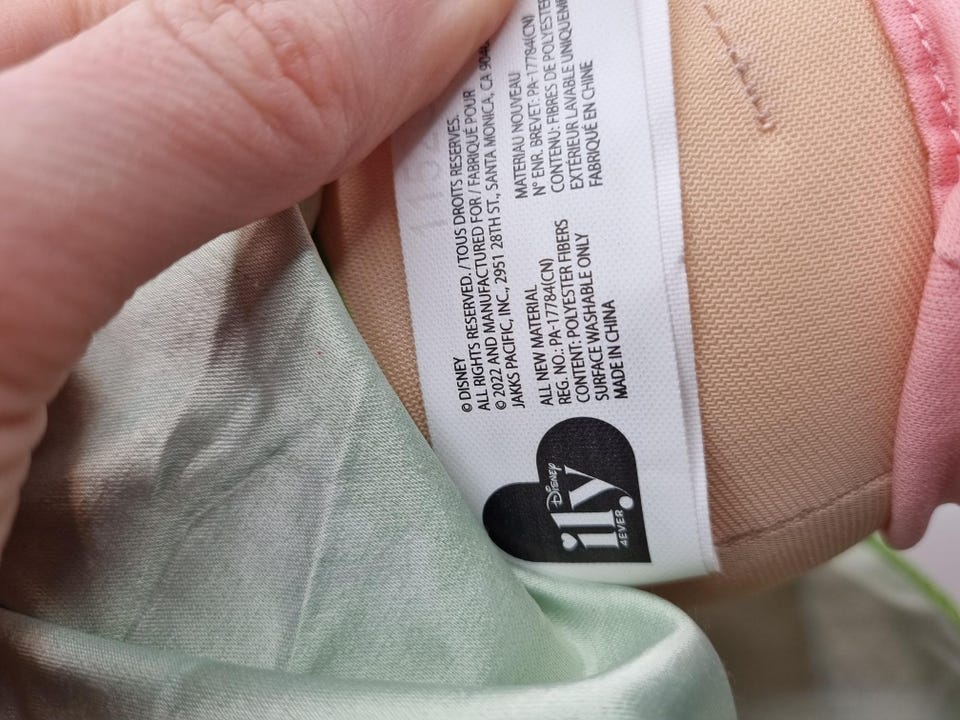 © DISNEY
ALL RIGHTS RESERVED. / TOUS DROITS RESERVES.
© 2022 AND MANUFACTURED FOR / FABRIQUÉ POUR
JAKKS PACIFIC, INC., 2951 28TH ST., SANTA MONICA, CA
ALL NEW MATERIAL
REG. NO.: PA-17784(CN)
CONTENT: POLYESTER FIBERS
SURFACE WASHABLE ONLY
MADE IN CHINA
MATERIAU NOUVEAU
N° ENR. BREVET: PA-17784(CN)
CONTENU: FIBRES DE POLYESTER
EXTÉRIEUR LAVABLE
FABRIQUÉ EN CHINE
Disney
ily
4EVER